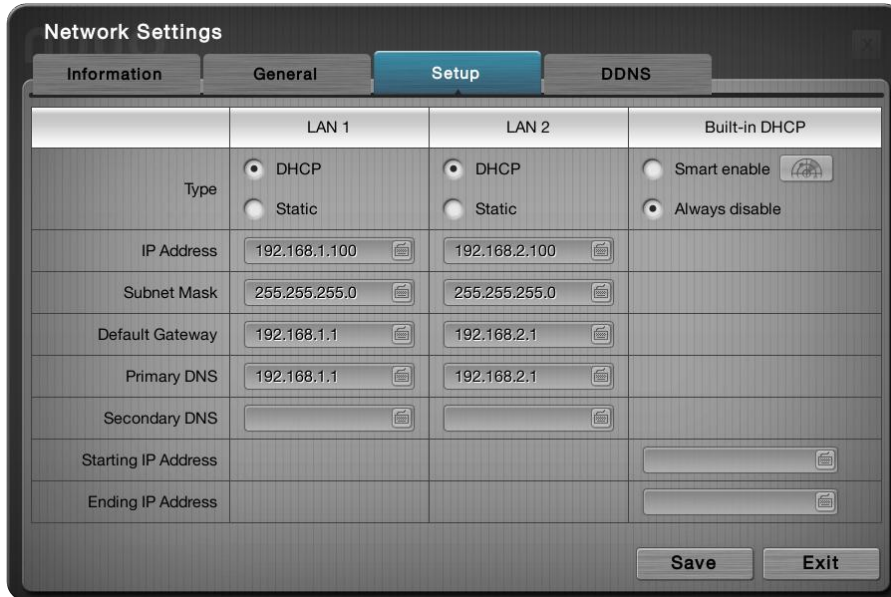 Network Settings
Information General Setup DDNS
LAN 1 LAN 2 Built-in DHCP
Type DHCP DHCP Smart enable
Static Static Always disable
IP Address 192.168.1.100 192.168.2.100
Subnet Mask 255.255.255.0 255.255.255.0
Default Gateway 192.168.1.1 192.168.2.1
Primary DNS 192.168.1.1 192.168.2.1
Secondary DNS
Starting IP Address
Ending IP Address
Save Exit